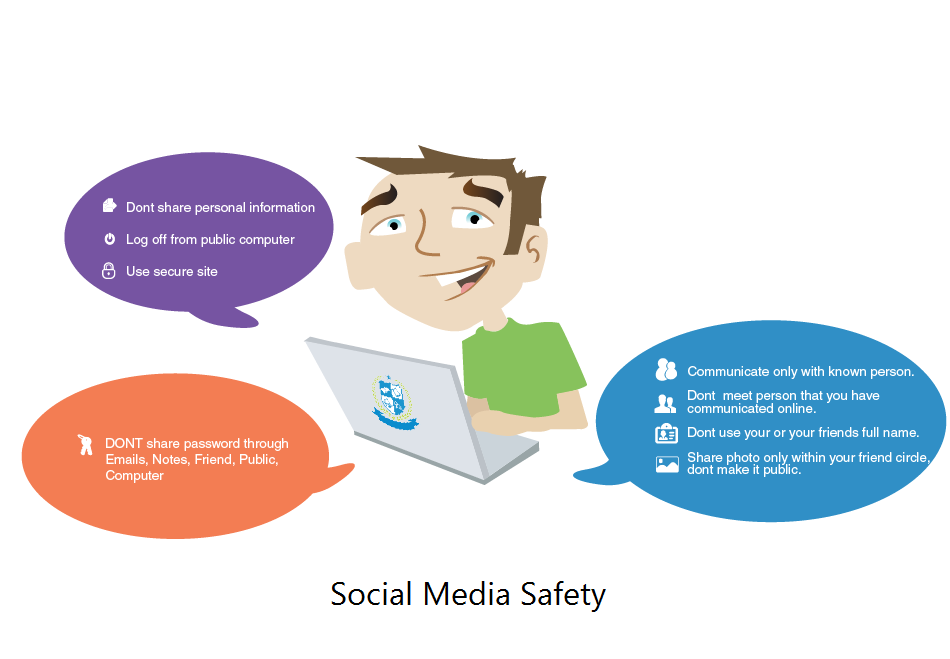 Dont share personal information
Log off from public computer
Use secure site
DONT share password through
Emails, Notes, Friend, Public,
Computer
Communicate only with known person.
Dont meet person that you have
communicated online.
Dont use your or your friends full name.
Share photo only within your friend circle,
dont make it public.
Social Media Safety